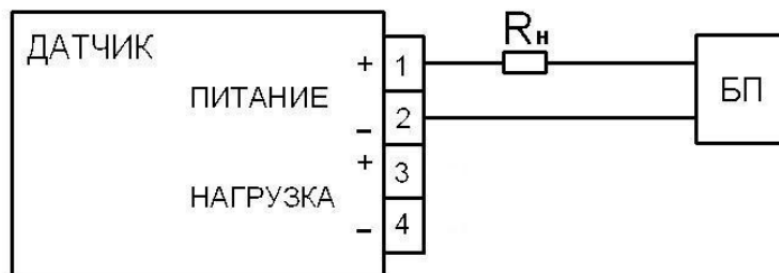 ДАТЧИК
Rн
+ 1
БП
ПИТАНИЕ
– 2
+ 3
НАГРУЗКА
– 4